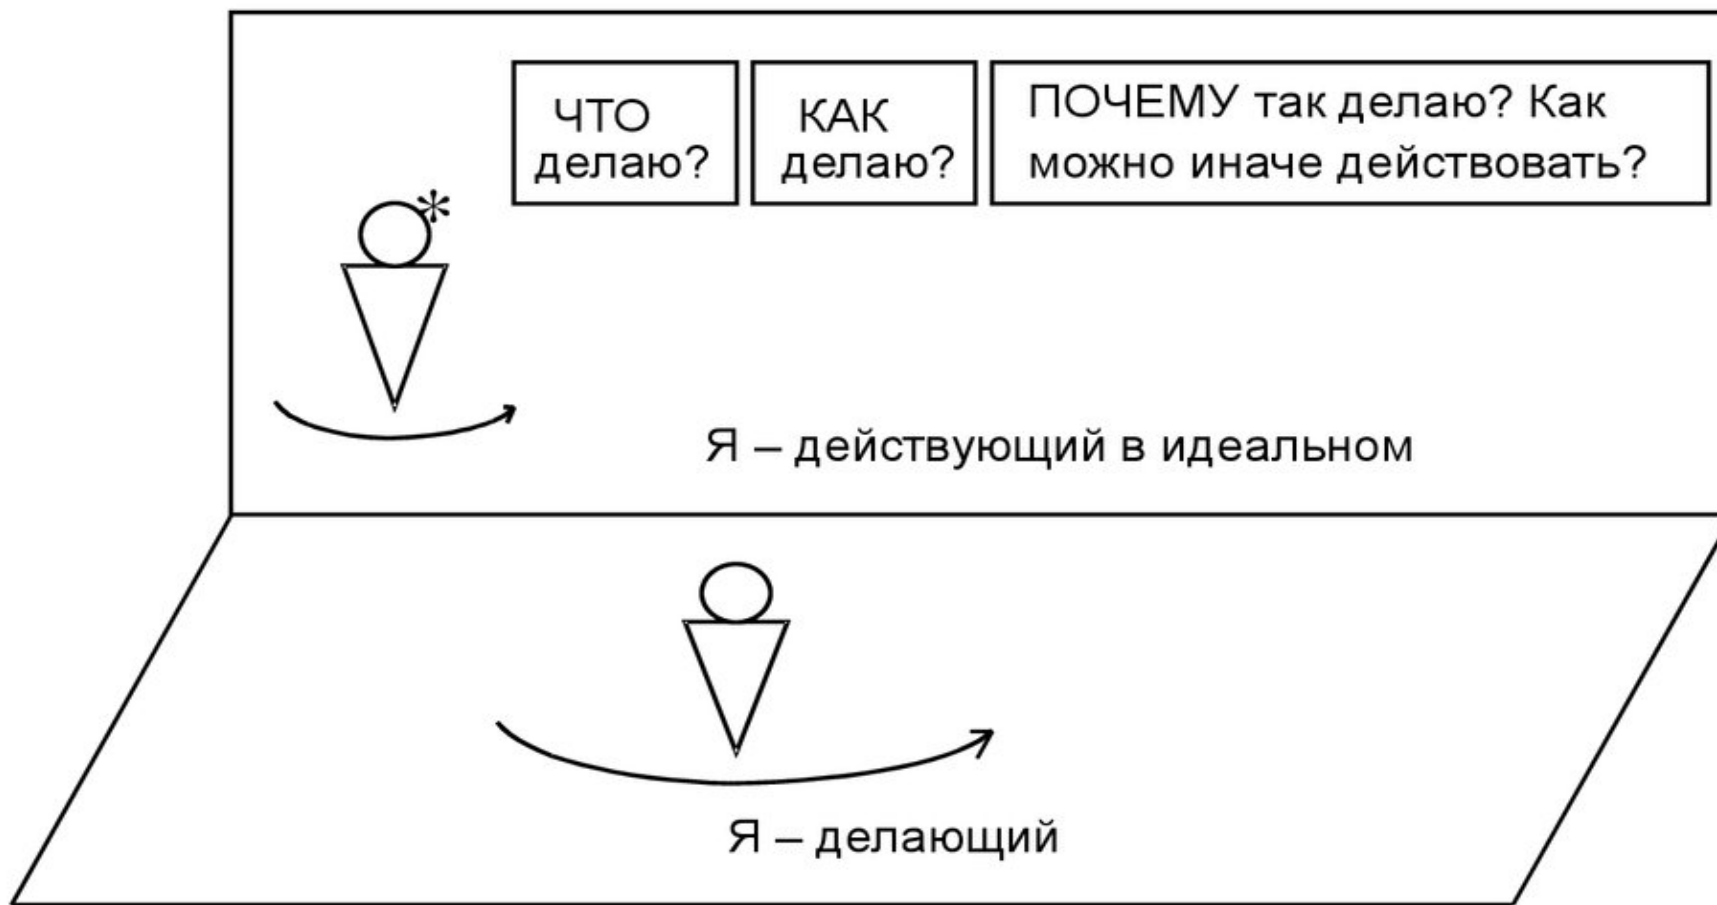 ЧТО
делаю?
КАК
делаю?
ПОЧЕМУ так делаю? Как
можно иначе действовать?
*
Я – действующий в идеальном
Я – делающий